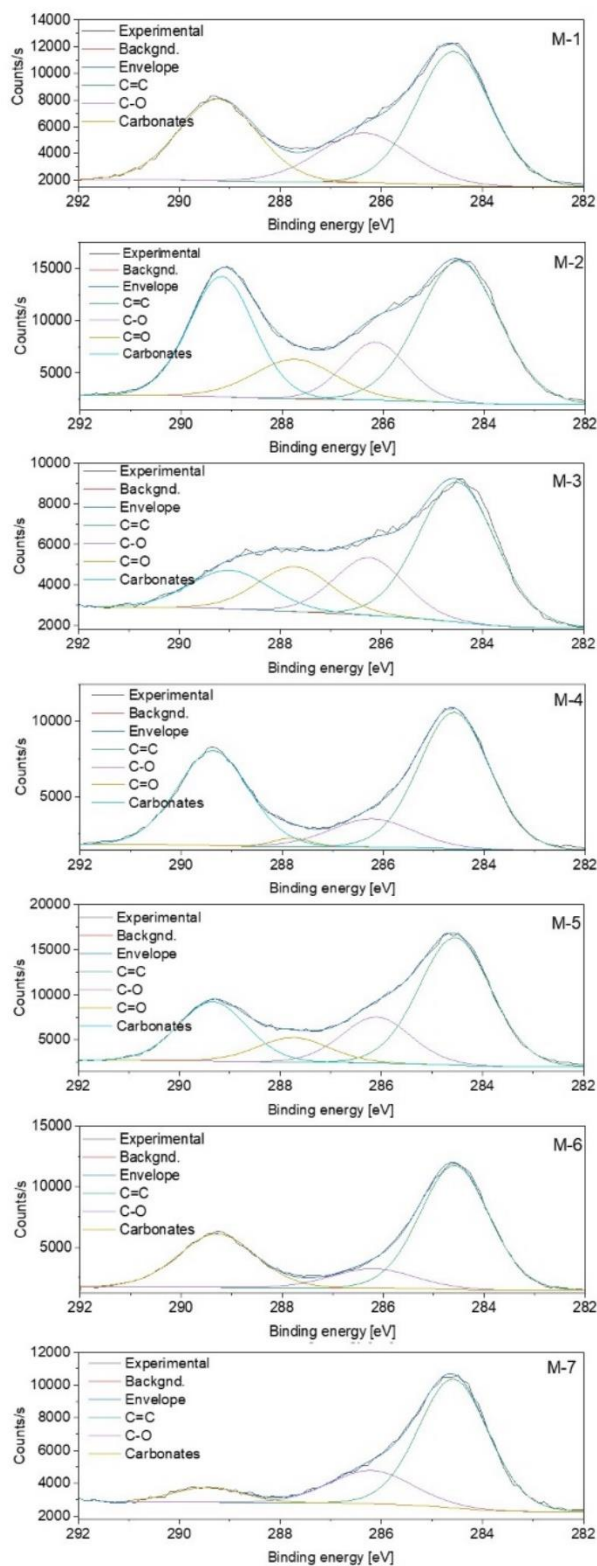 14000
12000
10000
8000
6000
4000
2000
Counts/s
Experimental
Backgnd.
Envelope
C=C
C-O
Carbonates
M-1
292 290 288 286 284 282
Binding energy [eV]
15000
10000
5000
Counts/s
Experimental
Backgnd.
Envelope
C=C
C-O
C=O
Carbonates
M-2
292 290 288 286 284 282
Binding energy [eV]
10000
8000
6000
4000
2000
Counts/s
Experimental
Backgnd.
Envelope
C=C
C-O
C=O
Carbonates
M-3
292 290 288 286 284 282
Binding energy [eV]
10000
5000
Counts/s
Experimental
Backgnd.
Envelope
C=C
C-O
C=O
Carbonates
M-4
292 290 288 286 284 282
Binding energy [eV]
20000
15000
10000
5000
Counts/s
Experimental
Backgnd.
Envelope
C=C
C-O
C=O
Carbonates
M-5
292 290 288 286 284 282
Binding energy [eV]
15000
10000
5000
Counts/s
Experimental
Backgnd.
Envelope
C=C
C-O
Carbonates
M-6
292 290 288 286 284 282
Binding energy [eV]
12000
10000
8000
6000
4000
2000
Counts/s
Experimental
Backgnd.
Envelope
C=C
C-O
Carbonates
M-7
292 290 288 286 284 282
Binding energy [eV]